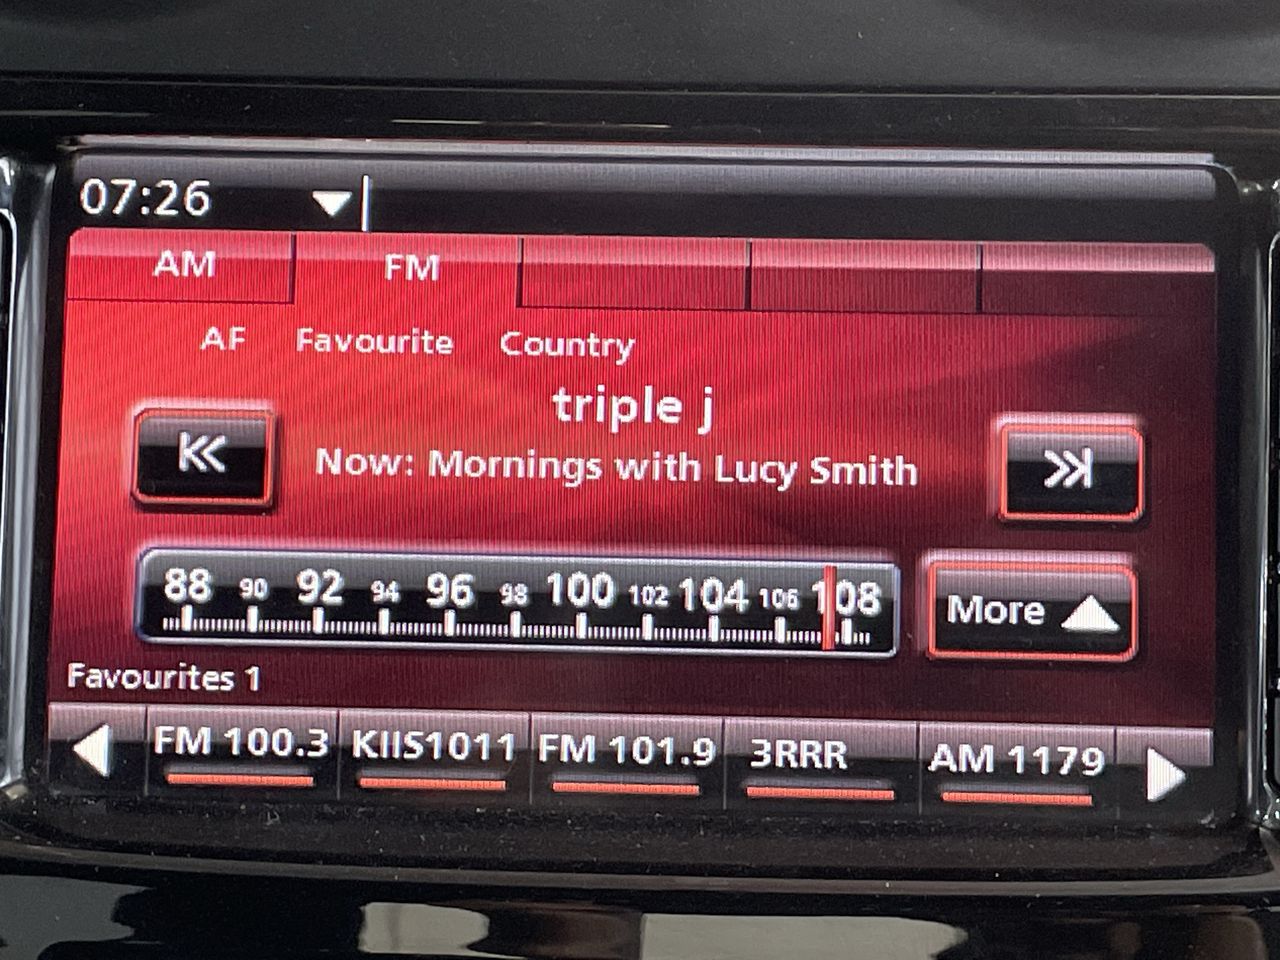 07:26
AM FM
AF Favourite Country
triple j
Now: Mornings with Lucy Smith
88 90 92 94 96 98 100 102 104 106 108
More
Favourites 1
FM 100.3 KIIS1011 FM 101.9 3RRR AM 1179